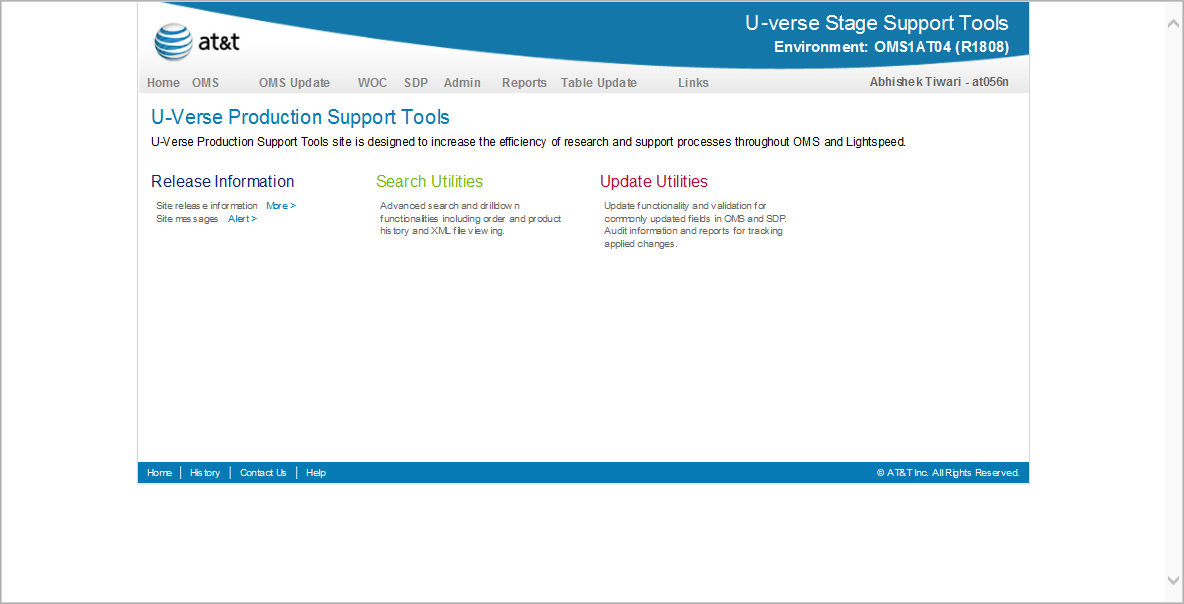 U-verse Stage Support Tools
at&t
Environment: OMS1AT04 (R1808)
Home OMS OMS Update WOC SDP Admin Reports Table Update Links Abhishek Tiwari - at056n
U-Verse Production Support Tools
U-Verse Production Support Tools site is designed to increase the efficiency of research and support processes throughout OMS and Lightspeed.
Release Information
Site release information More >
Site messages Alert >
Search Utilities
Advanced search and drilldown
functionalities including order and product
history and XML file viewing.
Update Utilities
Update functionality and validation for
commonly updated fields in OMS and SDP.
Audit information and reports for tracking
applied changes.
Home | History | Contact Us | Help © AT&T Inc. All Rights Reserved.